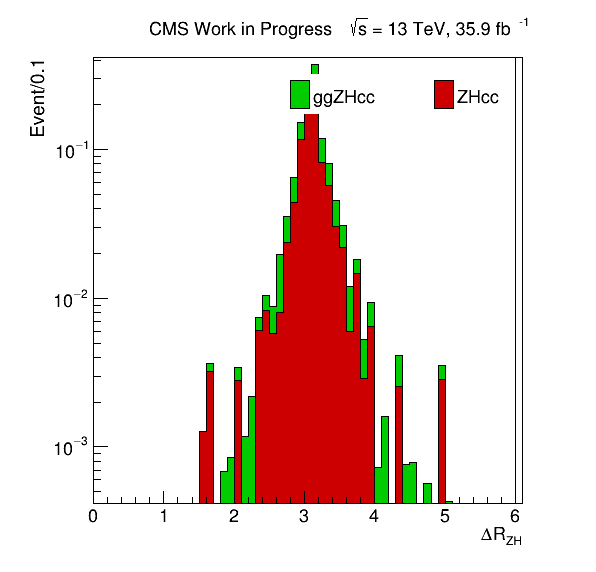 CMS Work in Progress √s = 13 TeV, 35.9 fb -1
Event/0.1
ggZHcc ZHcc
10−1
10−2
10−3
0 1 2 3 4 5 6
ΔRZH